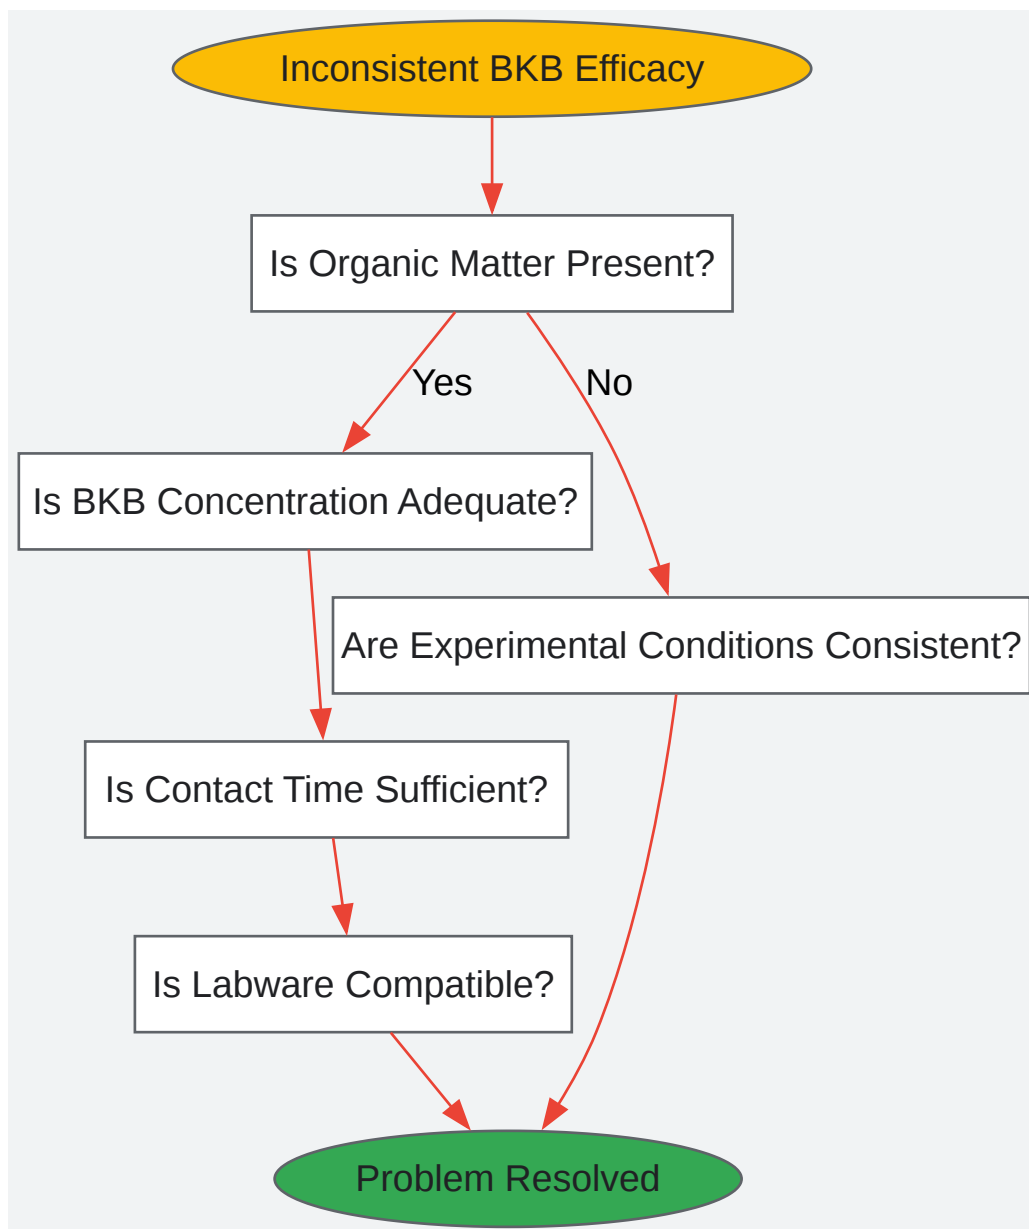 Inconsistent BKB Efficacy
Is Organic Matter Present?
Yes
No
Is BKB Concentration Adequate?
Are Experimental Conditions Consistent?
Is Contact Time Sufficient?
Is Labware Compatible?
Problem Resolved